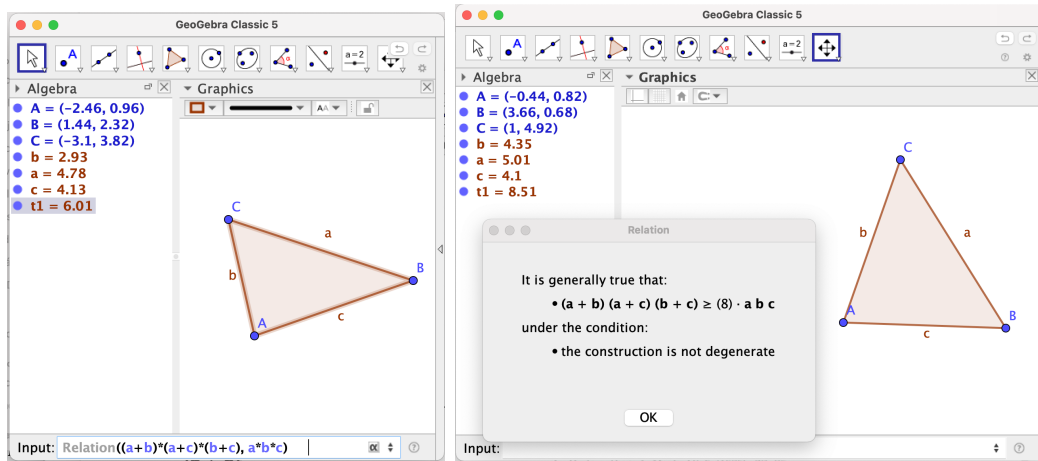 GeoGebra Classic 5
a=2
Algebra
Graphics
A = (−2.46, 0.96)
B = (1.44, 2.32)
C = (−3.1, 3.82)
b = 2.93
a = 4.78
c = 4.13
t1 = 6.01
AA
C
a
b
B
A
c
Input: Relation((a+b)*(a+c)*(b+c), a*b*c)
α
GeoGebra Classic 5
A
a=2
Algebra
Graphics
A = (−0.44, 0.82)
B = (3.66, 0.68)
C = (1, 4.92)
b = 4.35
a = 5.01
c = 4.1
t1 = 8.51
C
b
a
A
B
c
Relation
It is generally true that:
• (a + b) (a + c) (b + c) ≥ (8) · a b c
under the condition:
• the construction is not degenerate
OK
Input: